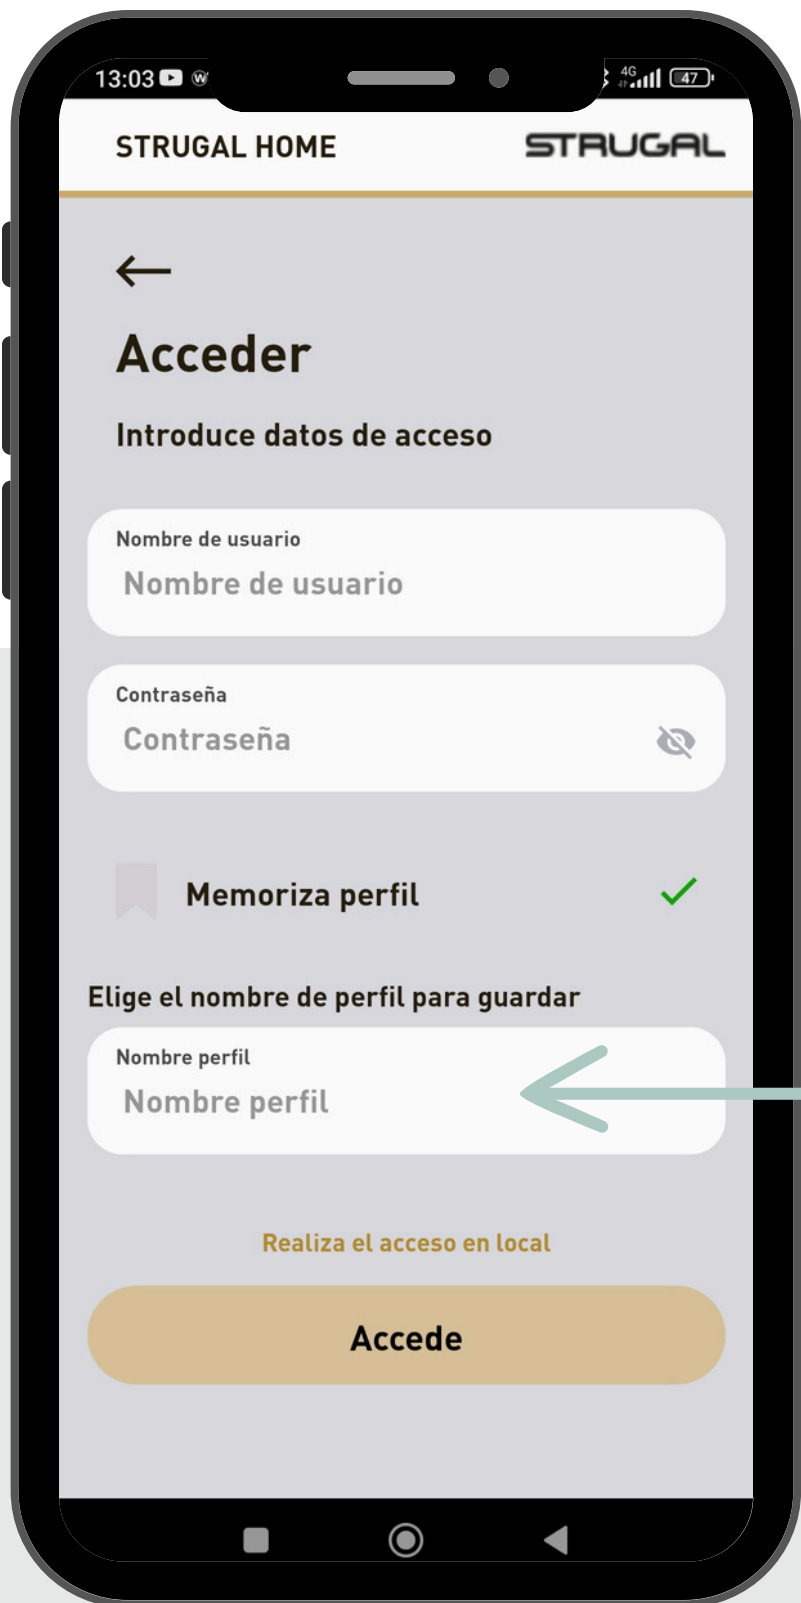 13:03
4G
47
STRUGAL HOME
STRUGAL
Acceder
Introduce datos de acceso
Nombre de usuario
Nombre de usuario
Contraseña
Contraseña
Memoriza perfil
Elige el nombre de perfil para guardar
Nombre perfil
Nombre perfil
Realiza el acceso en local
Accede